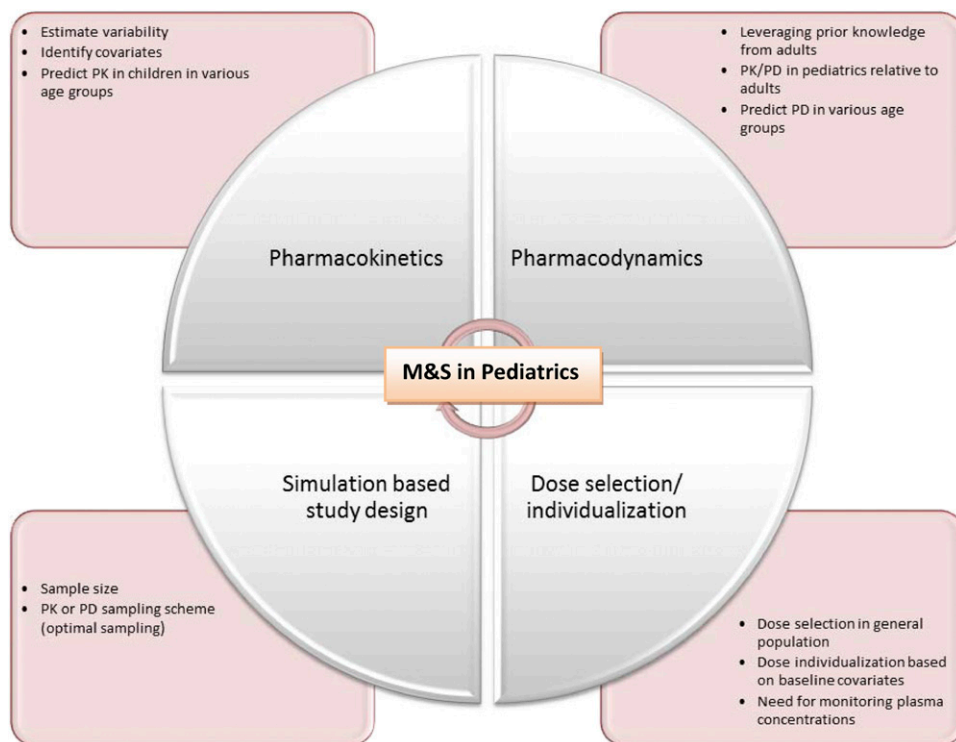 • Estimate variability
• Identify covariates
• Predict PK in children in various
age groups
• Leveraging prior knowledge
from adults
• PK/PD in pediatrics relative to
adults
• Predict PD in various age
groups
Pharmacokinetics
Pharmacodynamics
M&S in Pediatrics
Simulation based
study design
Dose selection/
individualization
• Sample size
• PK or PD sampling scheme
(optimal sampling)
• Dose selection in general
population
• Dose individualization based
on baseline covariates
• Need for monitoring plasma
concentrations